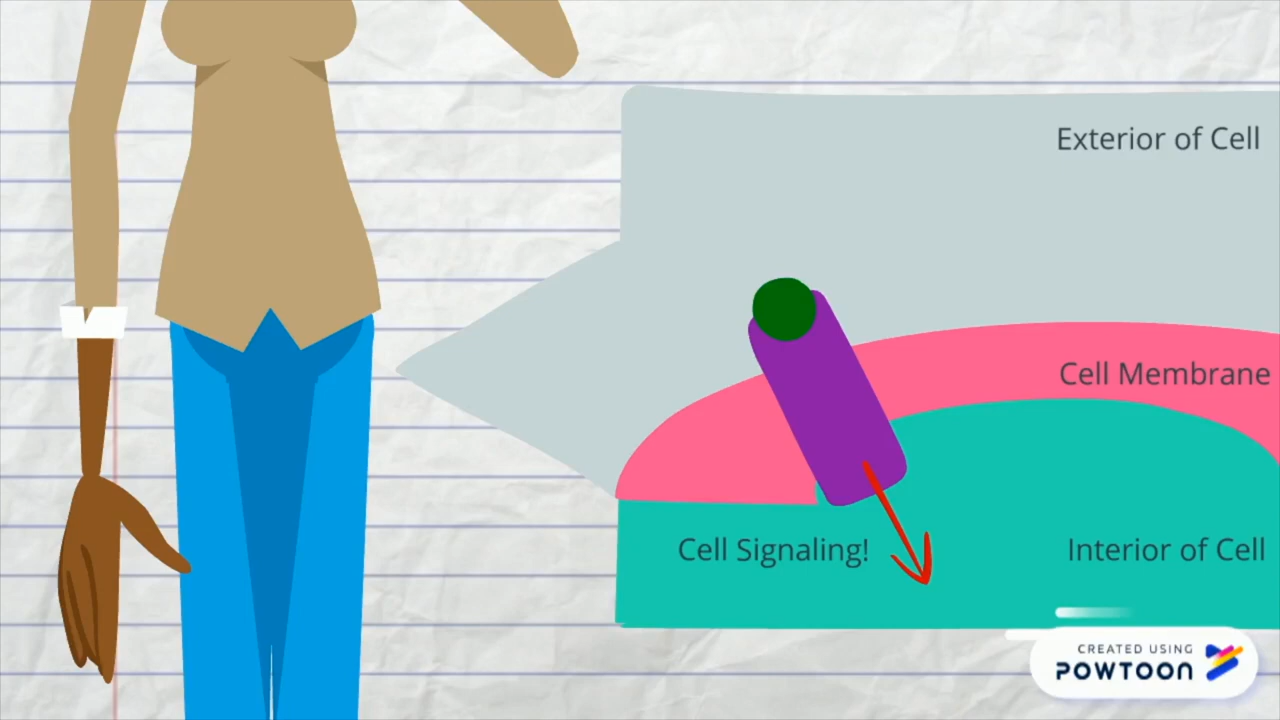 Exterior of Cell
Cell Membrane
Cell Signaling!
Interior of Cell
CREATED USING
POWTOON